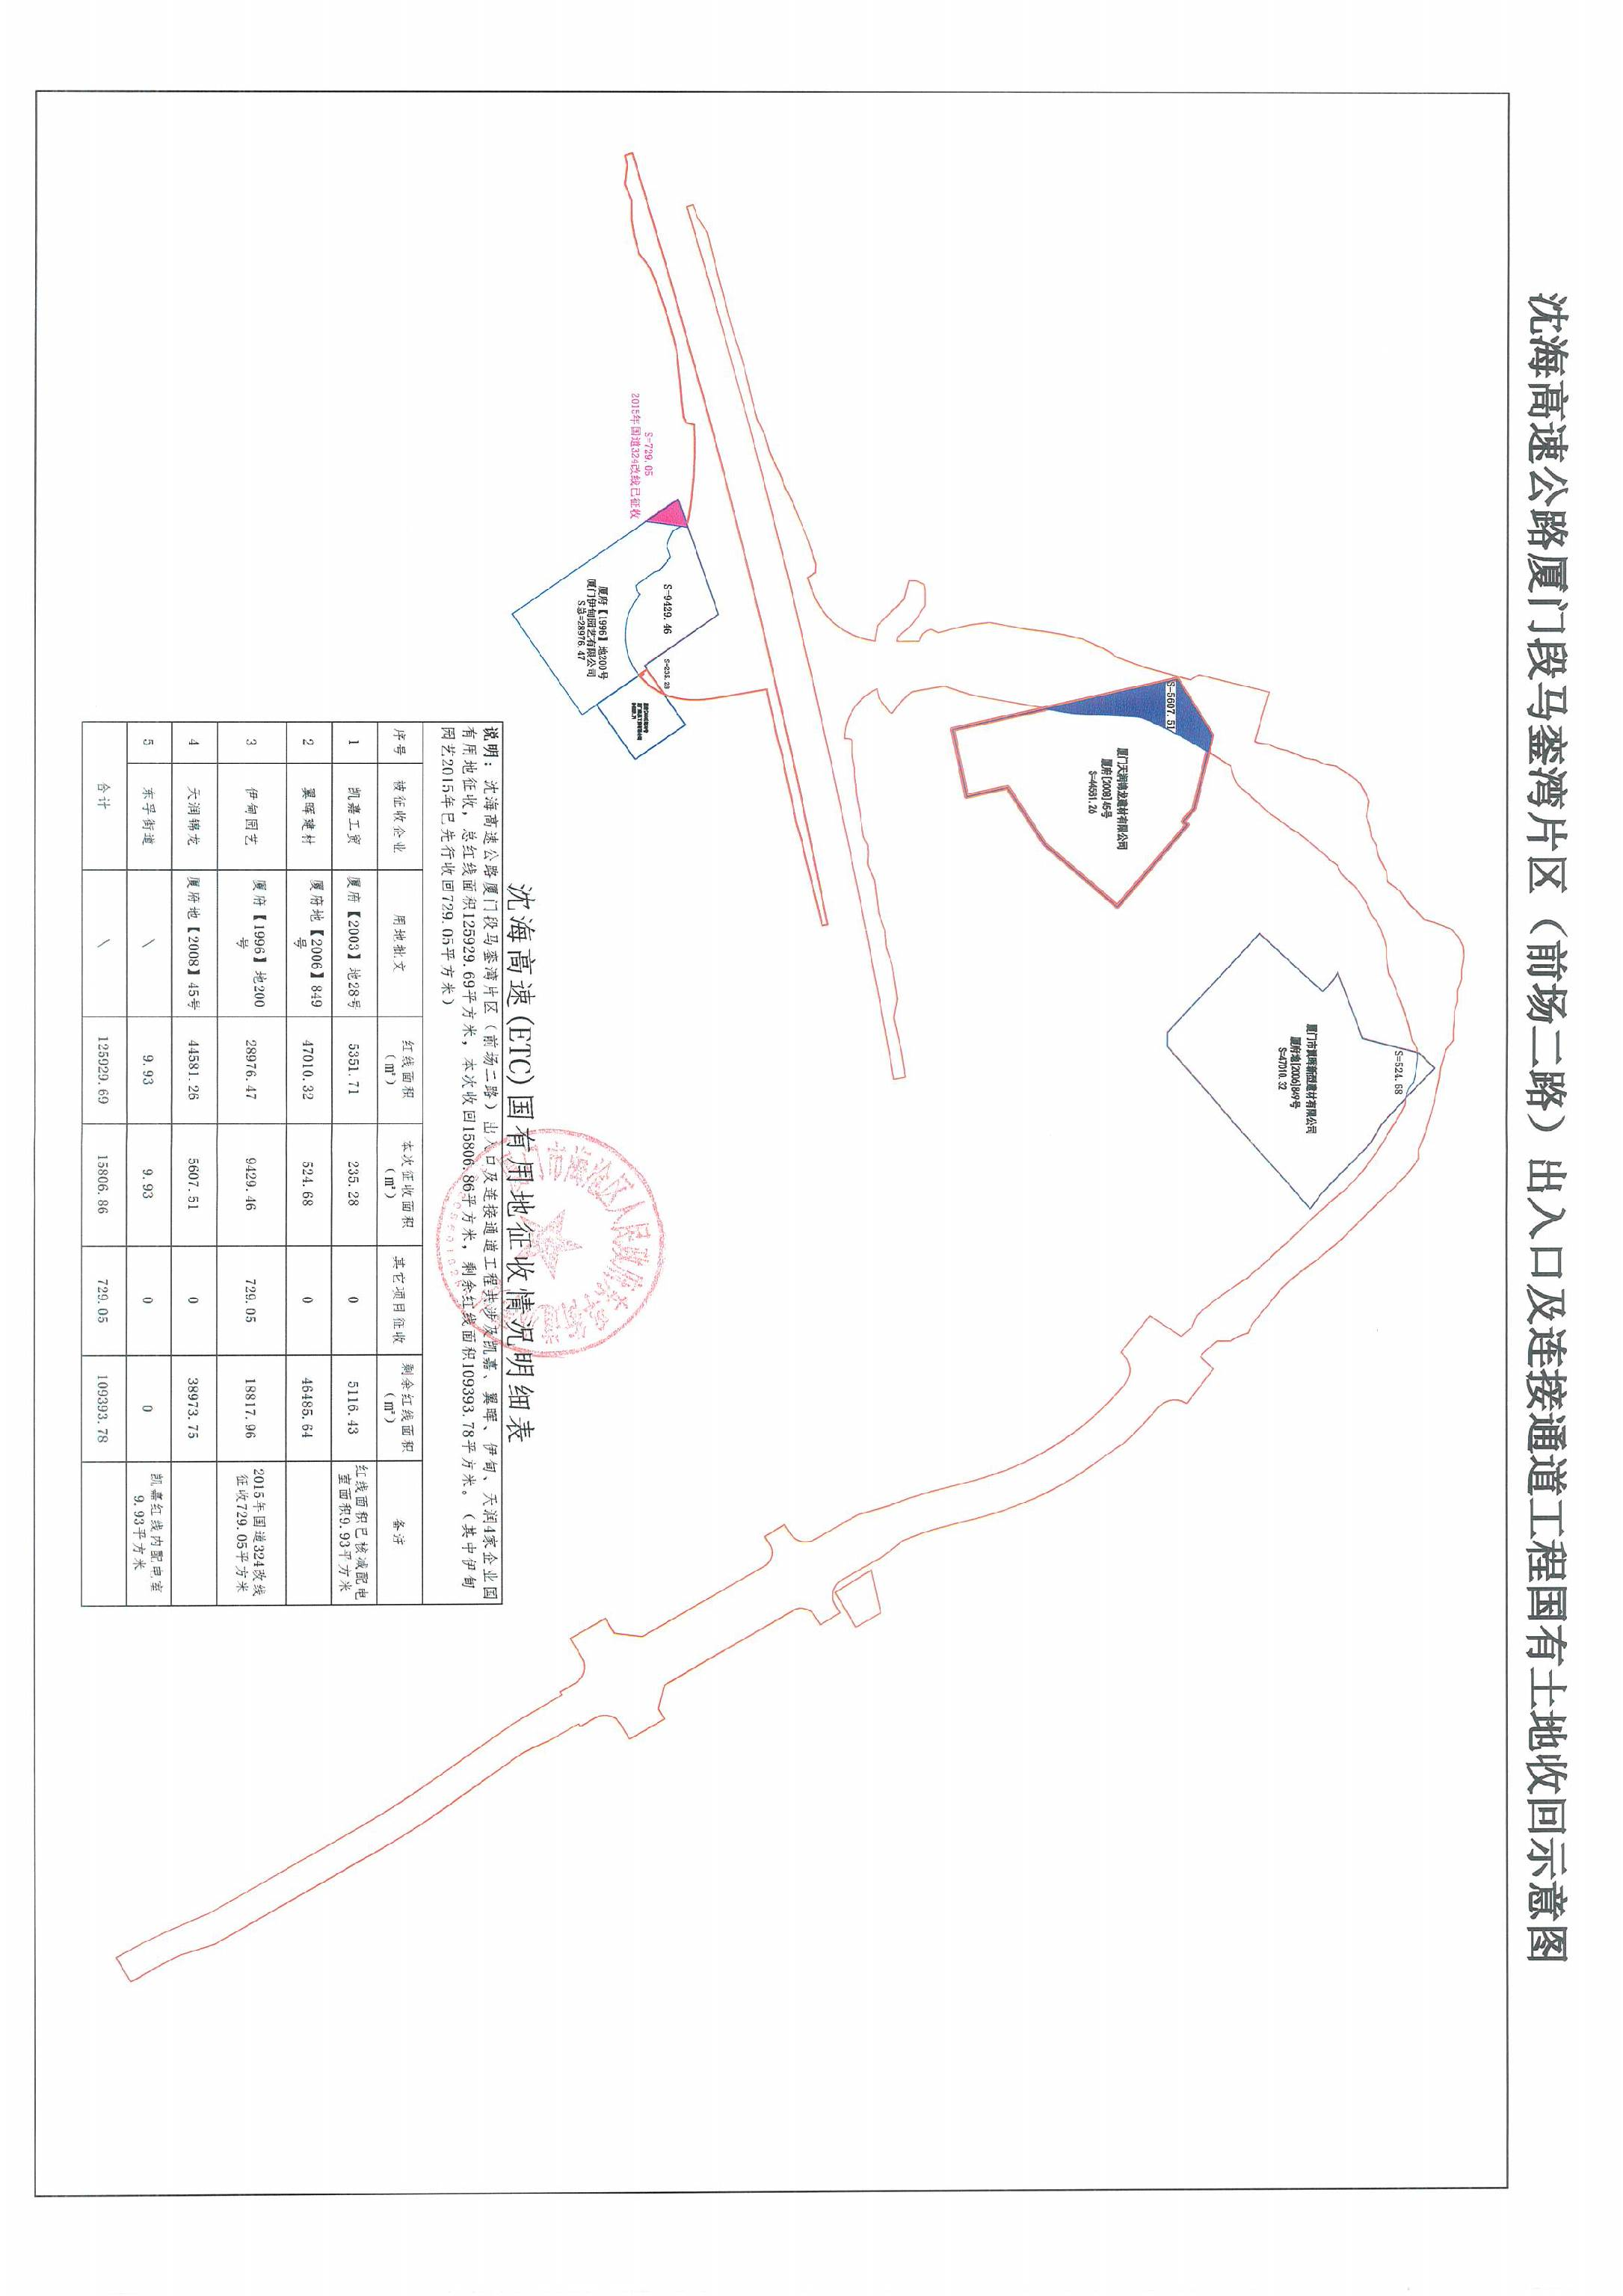 沈海高速公路厦门段马銮湾片区（前场二路）出入口及连接通道工程国有土地收回示意图
S=524.68
厦门市翼晖新型建材有限公司
厦府地[2006]849号
S=47010.32
S=5607.51
厦门天润锦龙建材有限公司
厦府[2008]45号
S=44581.26
S=9429.46
S=235.28
S=729.05
2015年国道324改线已征收
厦府【1996】地200号
厦门伊甸园艺有限公司
S总=28976.47
沈海高速(ETC)国有用地征收情况明细表
说明：沈海高速公路厦门段马銮湾片区（前场二路）出入口及连接通道工程共涉及凯嘉、翼晖、伊甸、天润4家企业国
有用地征收，总红线面积125929.69平方米，本次收回15806.86平方米，剩余红线面积109393.78平方米。（其中伊甸
园艺2015年已先行收回729.05平方米）
序号 被征收企业 用地批文 红线面积（㎡） 本次征收面积（㎡） 其它项目征收 剩余红线面积（㎡） 备注
1 凯嘉工贸 厦府【2003】地28号 5351.71 235.28 0 5116.43 红线面积已核减配电室面积9.93平方米
2 翼晖建材 厦府地【2006】849号 47010.32 524.68 0 46485.64
3 伊甸园艺 厦府【1996】地200号 28976.47 9429.46 729.05 18817.96 2015年国道324改线征收729.05平方米
4 天润锦龙 厦府地【2008】45号 44581.26 5607.51 0 38973.75
5 东孚街道 \ 9.93 9.93 0 0 凯嘉红线内配电室9.93平方米
合计 \ 125929.69 15806.86 729.05 109393.78